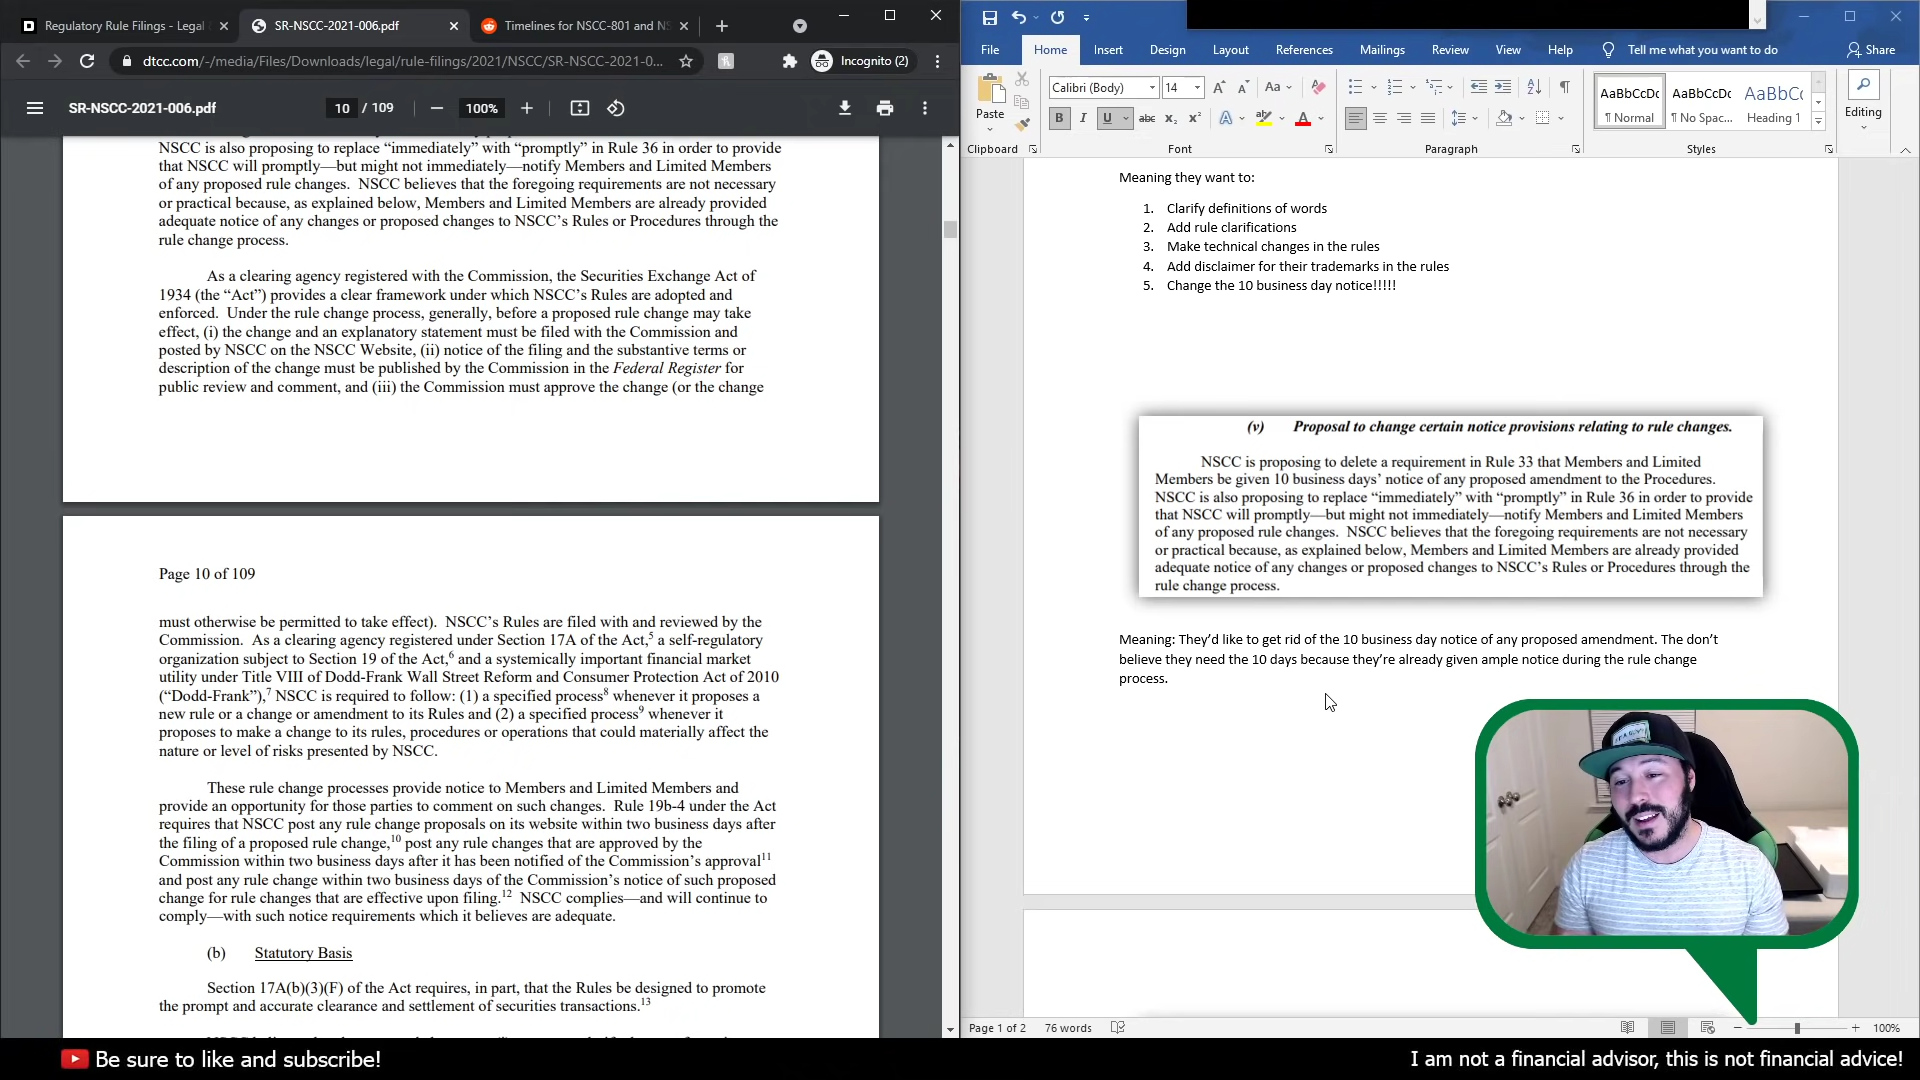 Regulatory Rule Filings - Legal
SR-NSCC-2021-006.pdf
Timelines for NSCC-801 and NS
dtcc.com/-/media/Files/Downloads/legal/rule-filings/2021/NSCC/SR-NSCC-2021-0...
Incognito (2)
SR-NSCC-2021-006.pdf
10 / 109
100%
NSCC is also proposing to replace “immediately” with “promptly” in Rule 36 in order to provide
that NSCC will promptly—but might not immediately—notify Members and Limited Members
of any proposed rule changes. NSCC believes that the foregoing requirements are not necessary
or practical because, as explained below, Members and Limited Members are already provided
adequate notice of any changes or proposed changes to NSCC’s Rules or Procedures through the
rule change process.
As a clearing agency registered with the Commission, the Securities Exchange Act of
1934 (the “Act”) provides a clear framework under which NSCC’s Rules are adopted and
enforced. Under the rule change process, generally, before a proposed rule change may take
effect, (i) the change and an explanatory statement must be filed with the Commission and
posted by NSCC on the NSCC Website, (ii) notice of the filing and the substantive terms or
description of the change must be published by the Commission in the Federal Register for
public review and comment, and (iii) the Commission must approve the change (or the change
Page 10 of 109
must otherwise be permitted to take effect). NSCC’s Rules are filed with and reviewed by the
Commission. As a clearing agency registered under Section 17A of the Act,5 a self-regulatory
organization subject to Section 19 of the Act,6 and a systemically important financial market
utility under Title VIII of Dodd-Frank Wall Street Reform and Consumer Protection Act of 2010
(“Dodd-Frank”),7 NSCC is required to follow: (1) a specified process8 whenever it proposes a
new rule or a change or amendment to its Rules and (2) a specified process9 whenever it
proposes to make a change to its rules, procedures or operations that could materially affect the
nature or level of risks presented by NSCC.
These rule change processes provide notice to Members and Limited Members and
provide an opportunity for those parties to comment on such changes. Rule 19b-4 under the Act
requires that NSCC post any rule change proposals on its website within two business days after
the filing of a proposed rule change,10 post any rule changes that are approved by the
Commission within two business days after it has been notified of the Commission’s approval11
and post any rule change within two business days of the Commission’s notice of such proposed
change for rule changes that are effective upon filing.12 NSCC complies—and will continue to
comply—with such notice requirements which it believes are adequate.
(b) Statutory Basis
Section 17A(b)(3)(F) of the Act requires, in part, that the Rules be designed to promote
the prompt and accurate clearance and settlement of securities transactions.13
File Home Insert Design Layout References Mailings Review View Help Tell me what you want to do Share
Paste
Calibri (Body) 14
Aa
AaBbCcDc AaBbCcDc AaBbC
¶ Normal ¶ No Spac... Heading 1
Editing
Clipboard Font Paragraph Styles
Meaning they want to:
1. Clarify definitions of words
2. Add rule clarifications
3. Make technical changes in the rules
4. Add disclaimer for their trademarks in the rules
5. Change the 10 business day notice!!!!!
(v) Proposal to change certain notice provisions relating to rule changes.
NSCC is proposing to delete a requirement in Rule 33 that Members and Limited
Members be given 10 business days’ notice of any proposed amendment to the Procedures.
NSCC is also proposing to replace “immediately” with “promptly” in Rule 36 in order to provide
that NSCC will promptly—but might not immediately—notify Members and Limited Members
of any proposed rule changes. NSCC believes that the foregoing requirements are not necessary
or practical because, as explained below, Members and Limited Members are already provided
adequate notice of any changes or proposed changes to NSCC’s Rules or Procedures through the
rule change process.
Meaning: They’d like to get rid of the 10 business day notice of any proposed amendment. The don’t
believe they need the 10 days because they’re already given ample notice during the rule change
process.
Page 1 of 2 76 words
100%
Be sure to like and subscribe!
I am not a financial advisor, this is not financial advice!